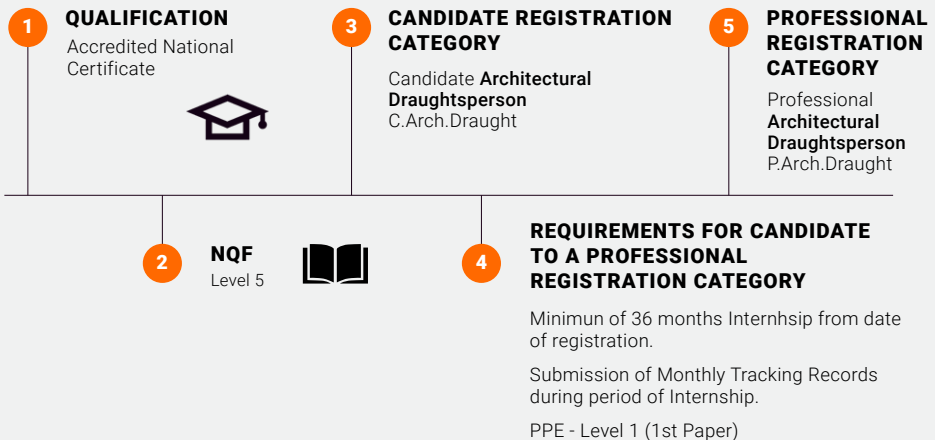 1
QUALIFICATION
Accredited National
Certificate
2
NQF
Level 5
3
CANDIDATE REGISTRATION
CATEGORY
Candidate Architectural
Draughtsperson
C.Arch.Draught
4
REQUIREMENTS FOR CANDIDATE
TO A PROFESSIONAL
REGISTRATION CATEGORY
Minimun of 36 months Internhsip from date
of registration.
Submission of Monthly Tracking Records
during period of Internship.
PPE - Level 1 (1st Paper)
5
PROFESSIONAL
REGISTRATION
CATEGORY
Professional
Architectural
Draughtsperson
P.Arch.Draught